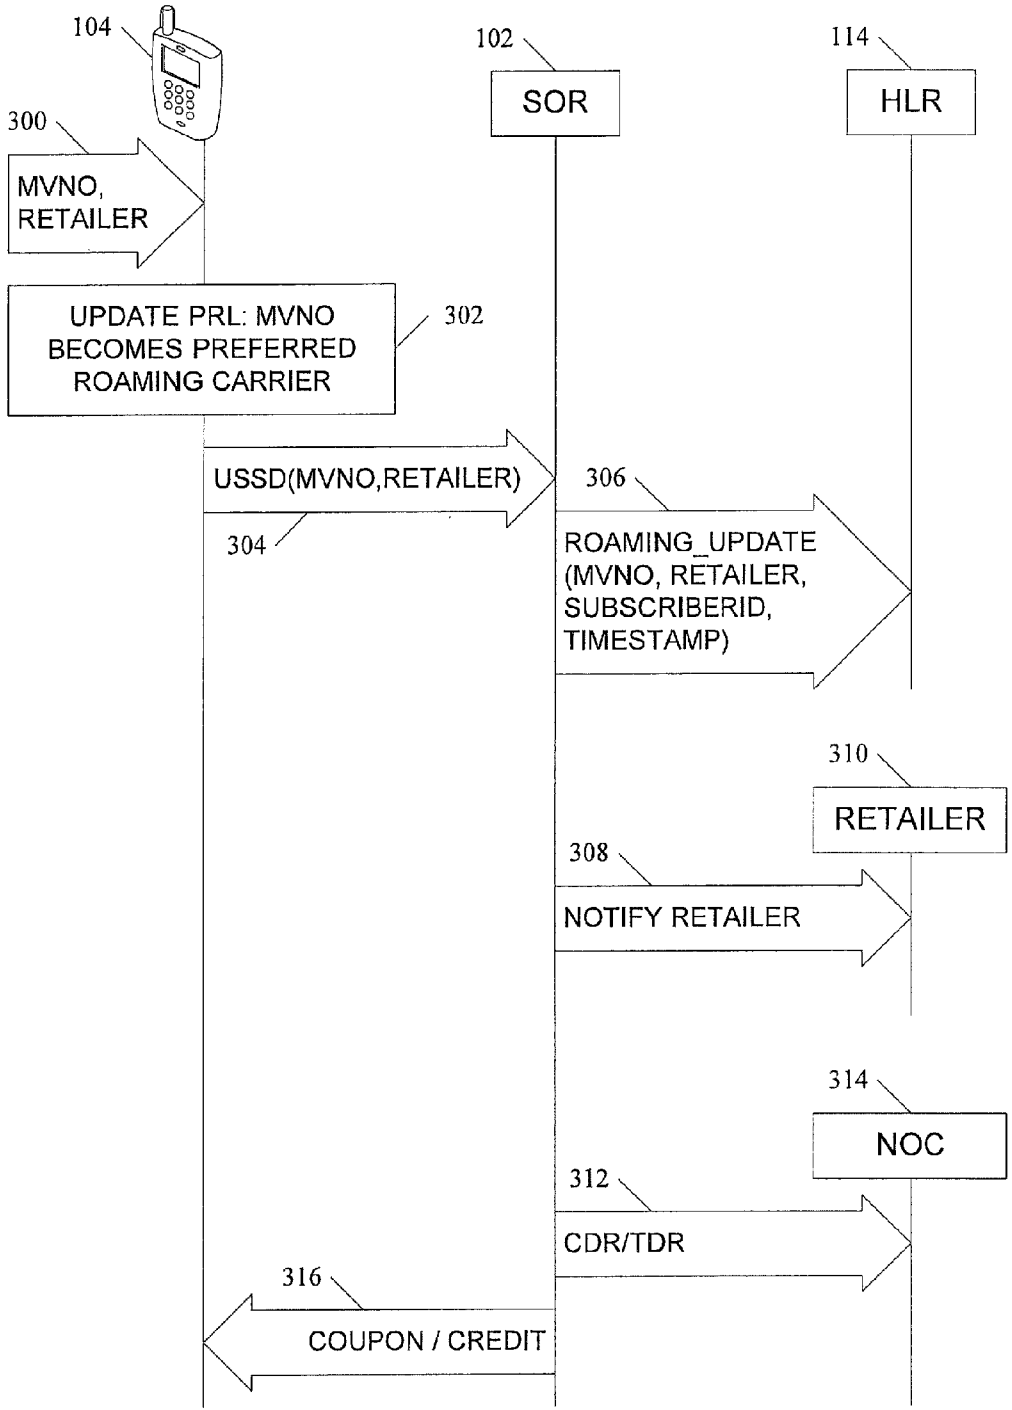 104
102
114
SOR
HLR
300
MVNO,
RETAILER
UPDATE PRL: MVNO
BECOMES PREFERRED
ROAMING CARRIER
302
USSD(MVNO,RETAILER)
304
306
ROAMING_UPDATE
(MVNO, RETAILER,
SUBSCRIBERID,
TIMESTAMP)
310
RETAILER
308
NOTIFY RETAILER
314
NOC
312
CDR/TDR
316
COUPON / CREDIT